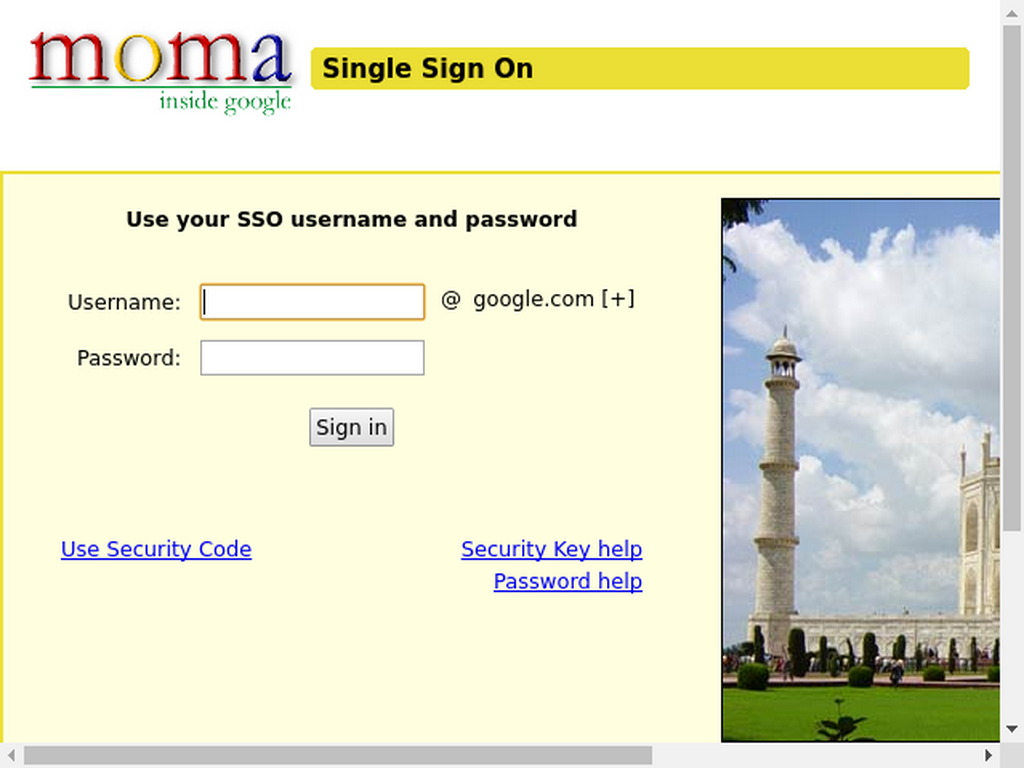 moma
inside google
Single Sign On
Use your SSO username and password
Username: @ google.com [+]
Password:
Sign in
Use Security Code Security Key help
Password help